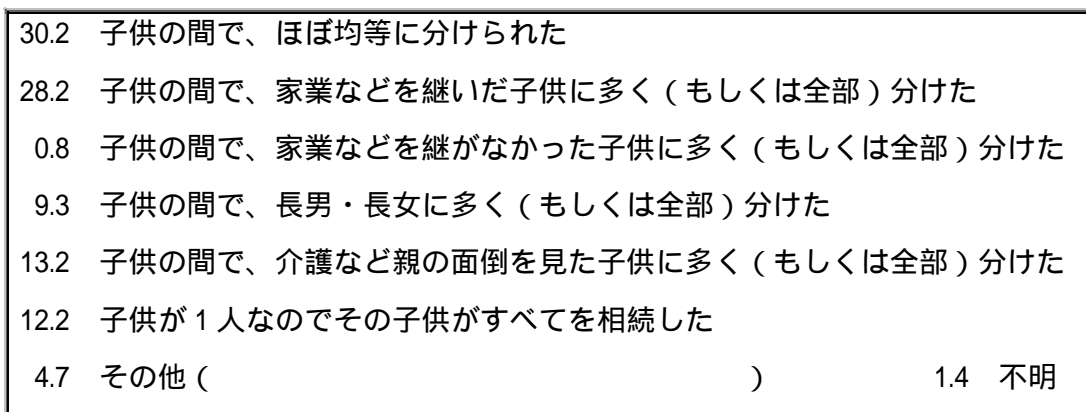 30.2 子供の間で、ほぼ均等に分けられた
28.2 子供の間で、家業などを継いだ子供に多く(もしくは全部)分けた
0.8 子供の間で、家業などを継がなかった子供に多く(もしくは全部)分けた
9.3 子供の間で、長男・長女に多く(もしくは全部)分けた
13.2 子供の間で、介護など親の面倒を見た子供に多く(もしくは全部)分けた
12.2 子供が1人なのでその子供がすべてを相続した
4.7 その他( ) 1.4 不明